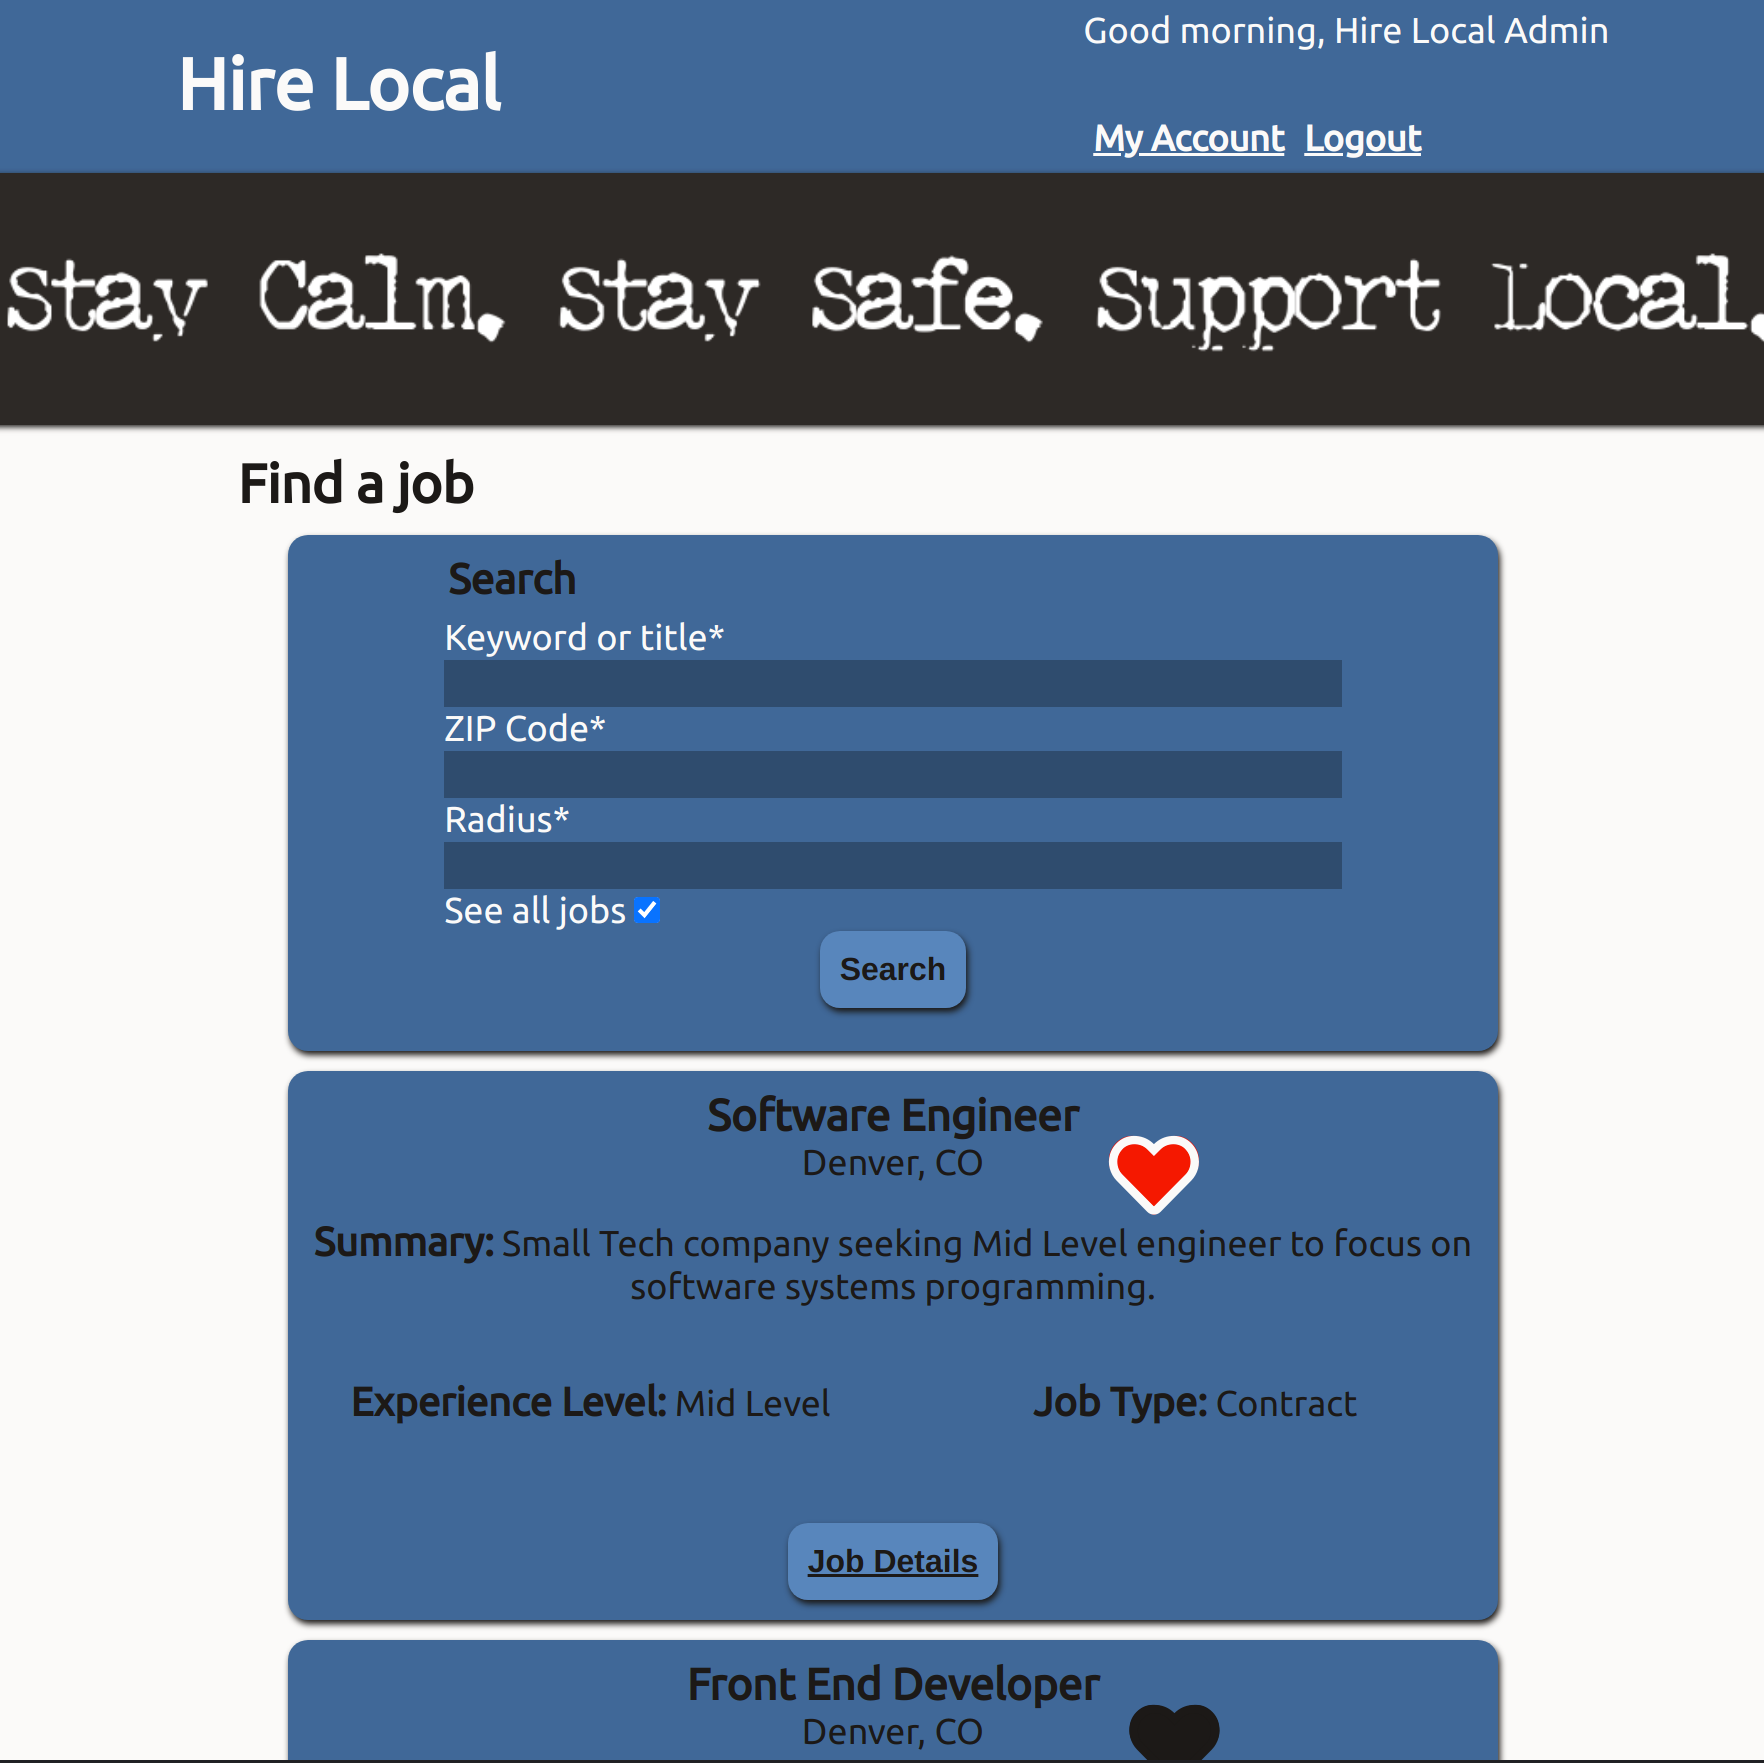 Good morning, Hire Local Admin
Hire Local
My Account Logout
Stay Calm. Stay Safe. Support Local.
Find a job
Search
Keyword or title*
ZIP Code*
Radius*
See all jobs
Search
Software Engineer
Denver, CO
Summary: Small Tech company seeking Mid Level engineer to focus on
software systems programming.
Experience Level: Mid Level Job Type: Contract
Job Details
Front End Developer
Denver, CO